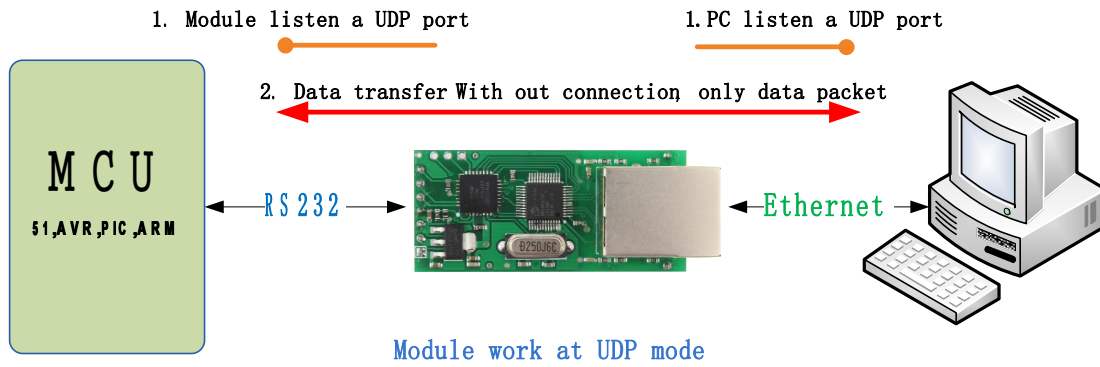 1. Module listen a UDP port
1. PC listen a UDP port
2. Data transfer With out connection, only data packet
MCU
51,AVR,PIC,ARM
RS232
Ethernet
D250J6C
Module work at UDP mode